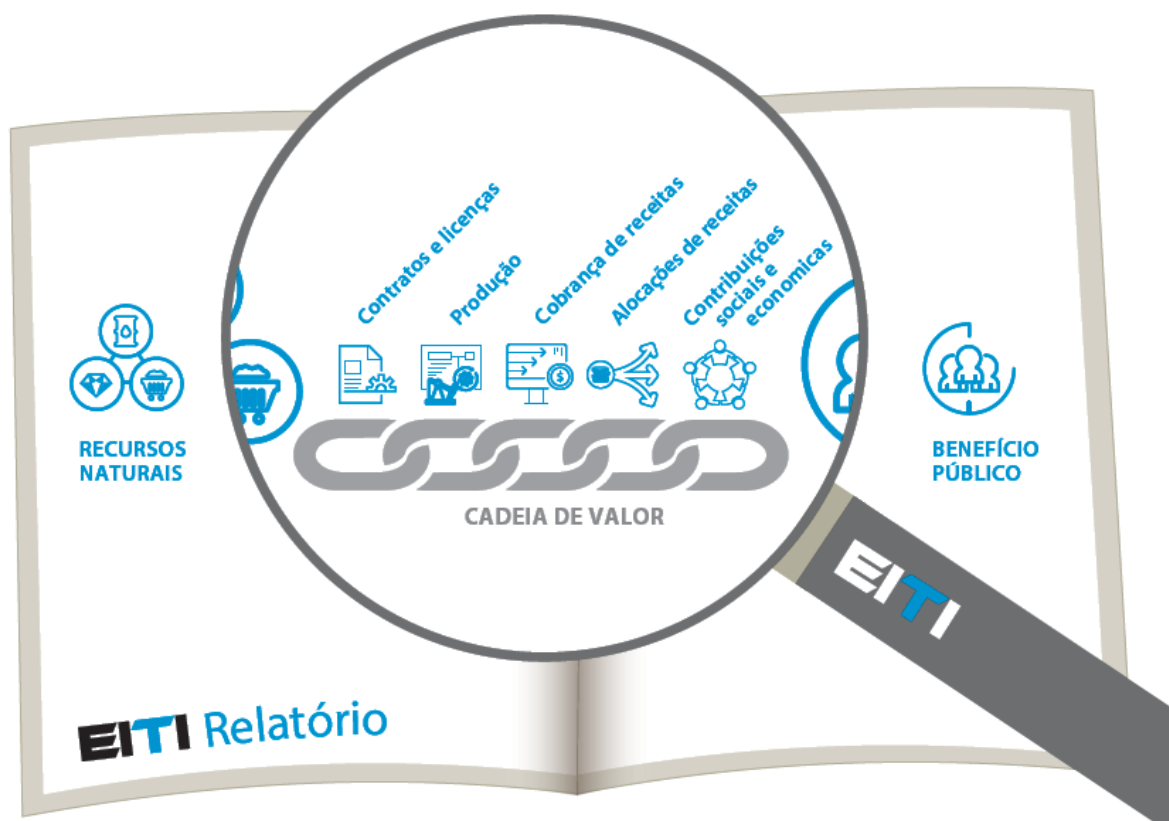 Contratos e licenças
Produção
Cobrança de receitas
Alocações de receitas
Contribuições
sociais e
economicas
RECURSOS
NATURAIS
BENEFÍCIO
PÚBLICO
CADEIA DE VALOR
EITI
EITI Relatório